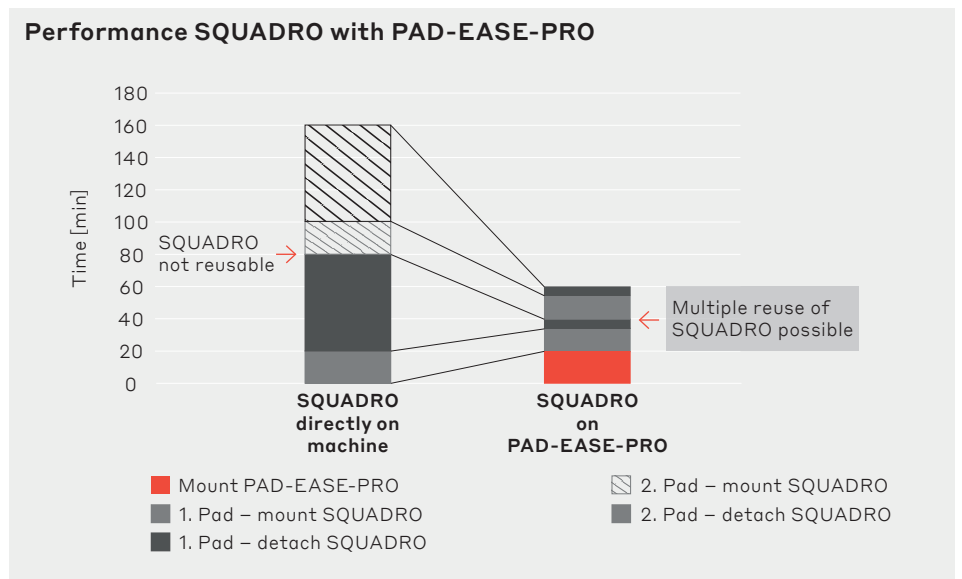 Performance SQUADRO with PAD-EASE-PRO
180
160
140
120
100
80
60
40
20
0
Time [min]
SQUADRO
not reusable
Multiple reuse of
SQUADRO possible
SQUADRO
directly on
machine
SQUADRO
on
PAD-EASE-PRO
Mount PAD-EASE-PRO
1. Pad – mount SQUADRO
1. Pad – detach SQUADRO
2. Pad – mount SQUADRO
2. Pad – detach SQUADRO